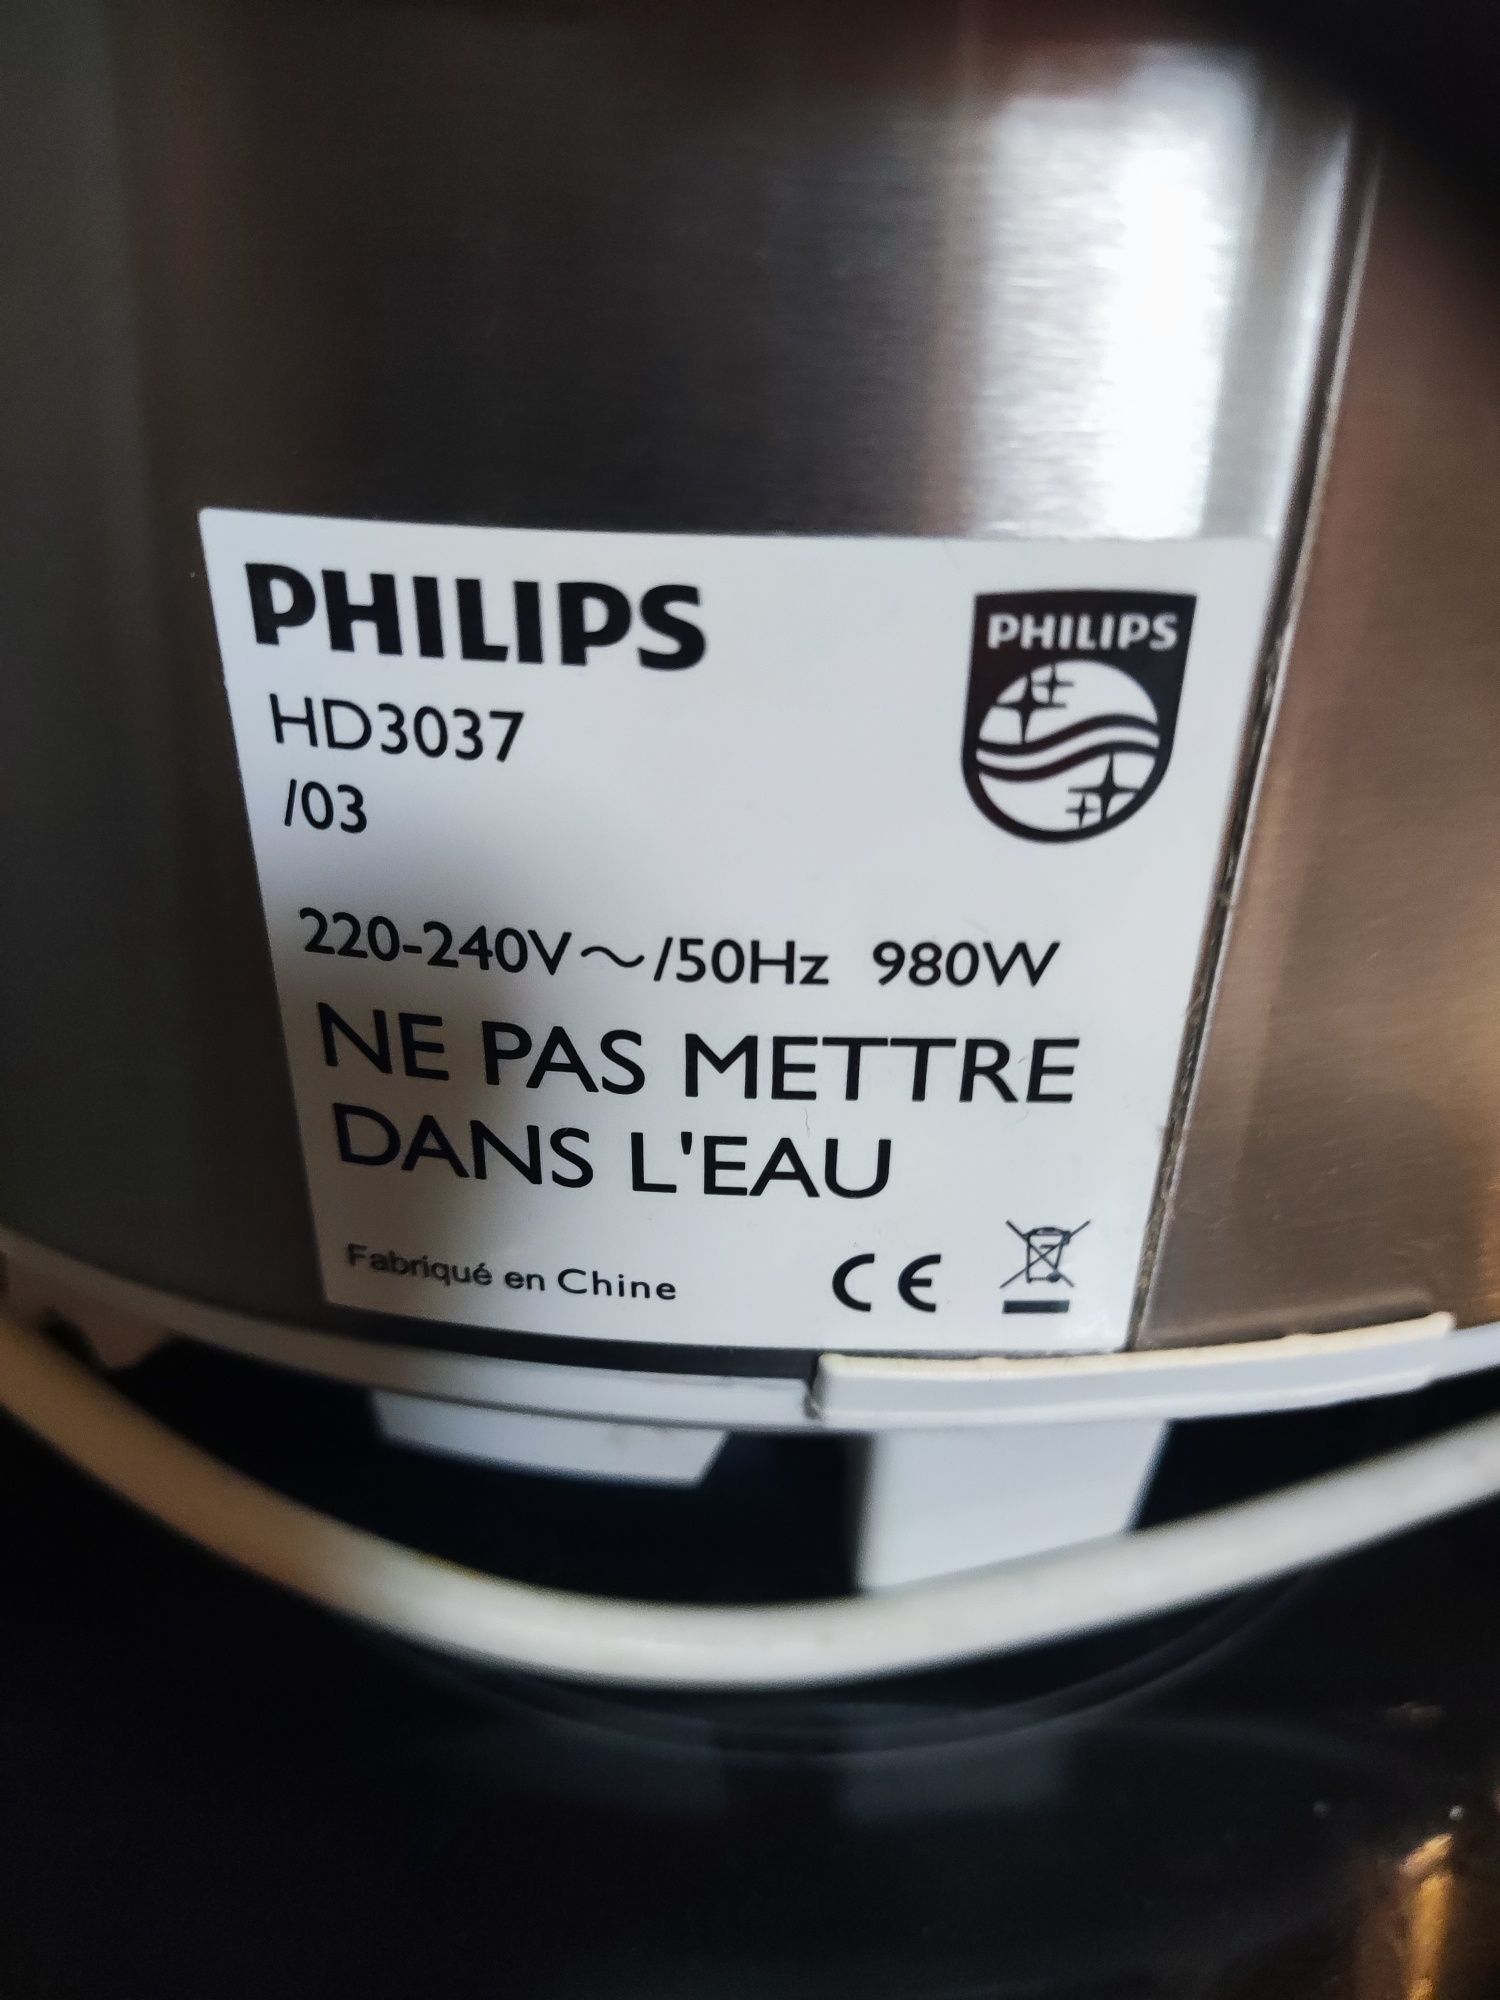 PHILIPS
PHILIPS
HD3037
/03
220-240V~/50Hz 980W
NE PAS METTRE
DANS L'EAU
Fabriqué en Chine CE